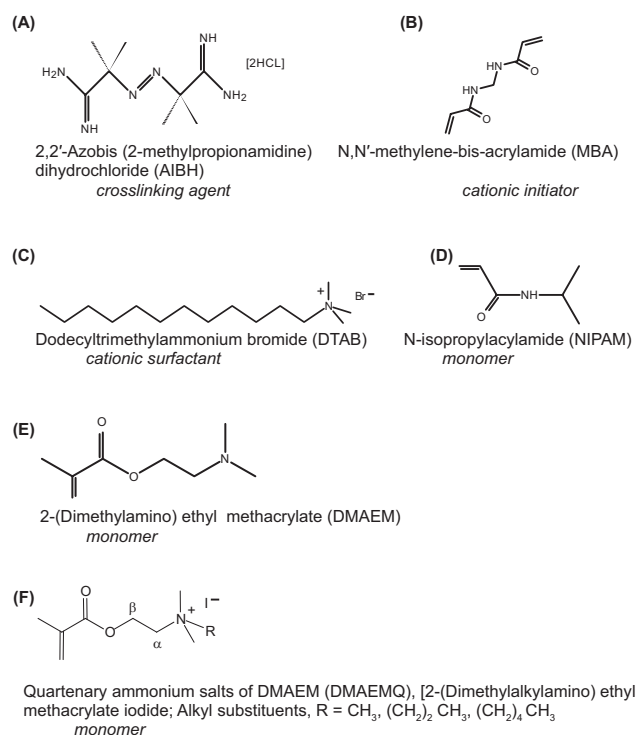 (A)
NH
H₂N
N
N
NH₂
NH
[2HCL]
2,2′-Azobis (2-methylpropionamidine)
dihydrochloride (AIBH)
crosslinking agent
(B)
NH
O
HN
O
N,N′-methylene-bis-acrylamide (MBA)
cationic initiator
(C)
+
N
Br−
Dodecyltrimethylammonium bromide (DTAB)
cationic surfactant
(D)
O
NH
N-isopropylacylamide (NIPAM)
monomer
(E)
O
O
N
2-(Dimethylamino) ethyl methacrylate (DMAEM)
monomer
(F)
O
O
β
α
N+
R
I−
Quartenary ammonium salts of DMAEM (DMAEMQ), [2-(Dimethylalkylamino) ethyl
methacrylate iodide; Alkyl substituents, R = CH₃, (CH₂)₂ CH₃, (CH₂)₄ CH₃
monomer